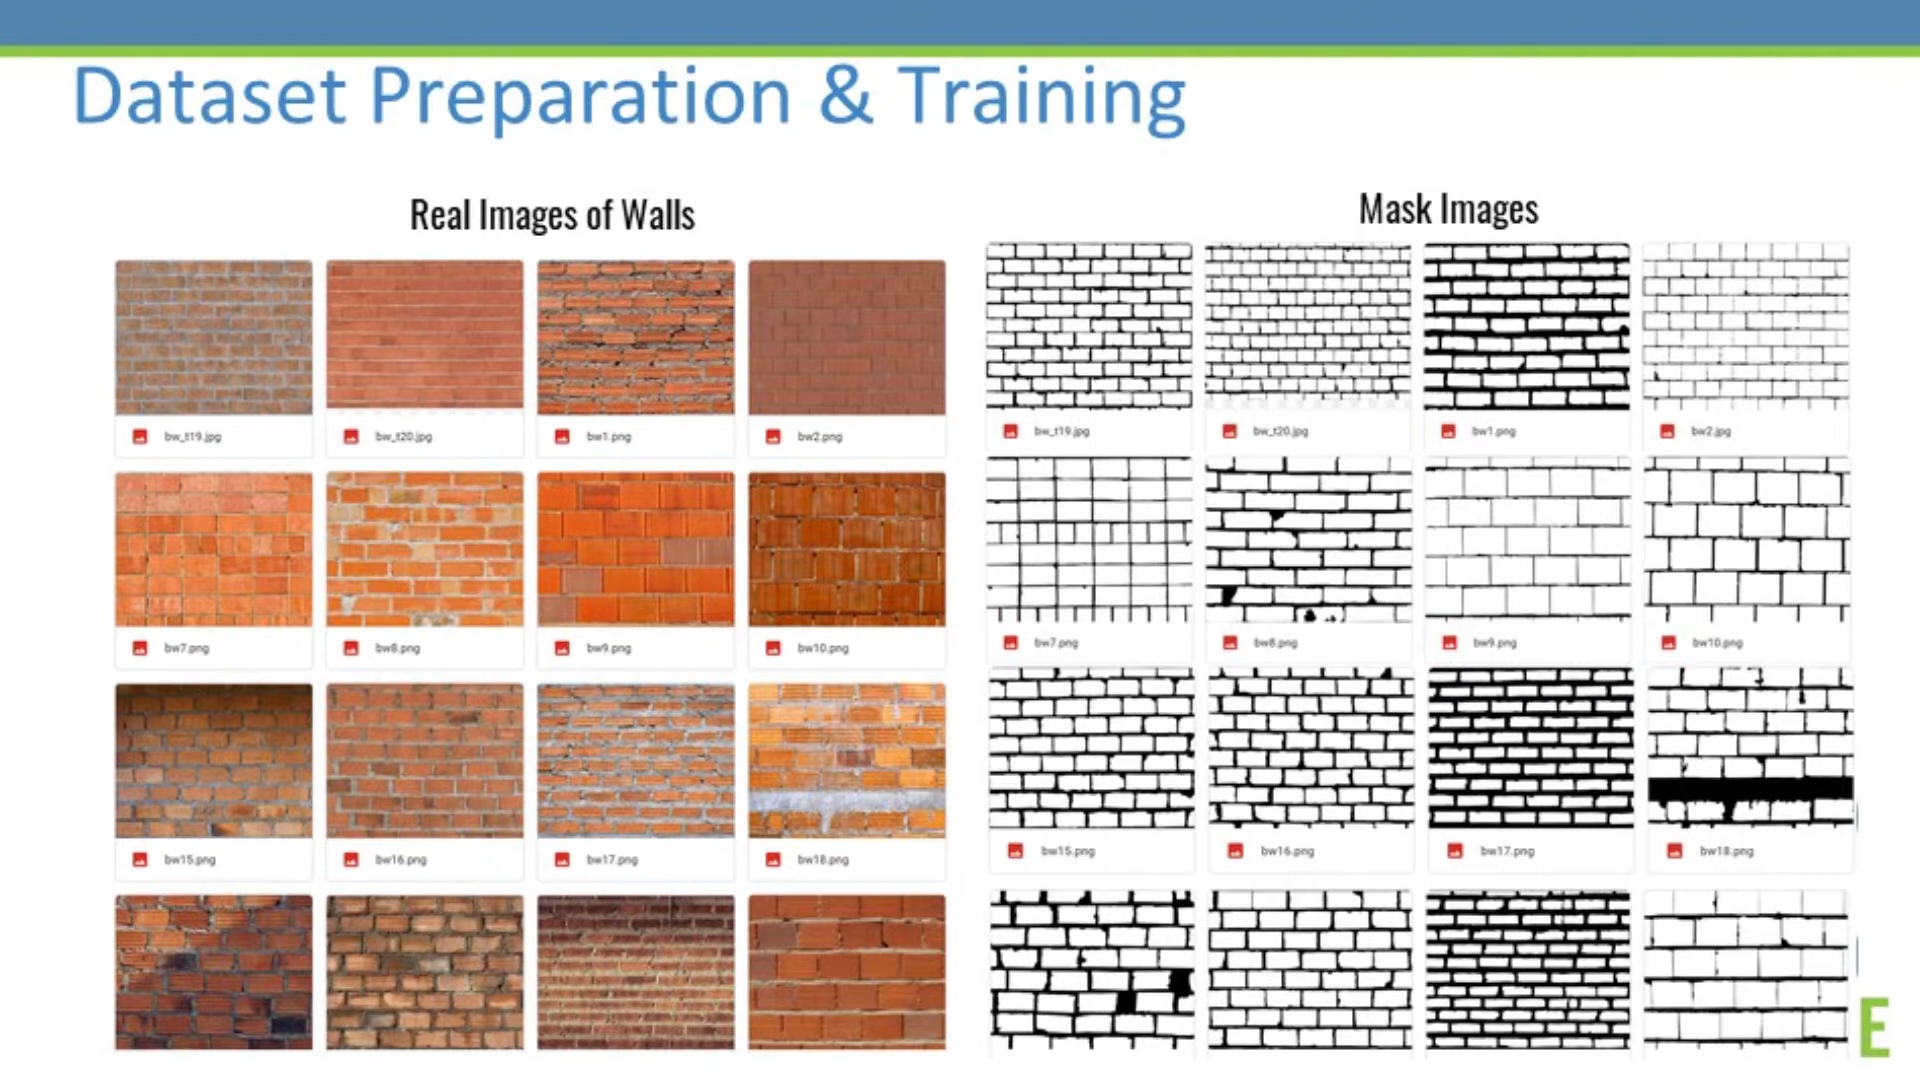 Dataset Preparation & Training
Real Images of Walls
Mask Images
bw_t19.jpg
bw_t20.jpg
bw1.png
bw2.png
bw_t19.jpg
bw_t20.jpg
bw1.png
bw2.jpg
bw7.png
bw8.png
bw9.png
bw10.png
bw7.png
bw8.png
bw9.png
bw10.png
bw15.png
bw16.png
bw17.png
bw18.png
bw15.png
bw16.png
bw17.png
bw18.png
E